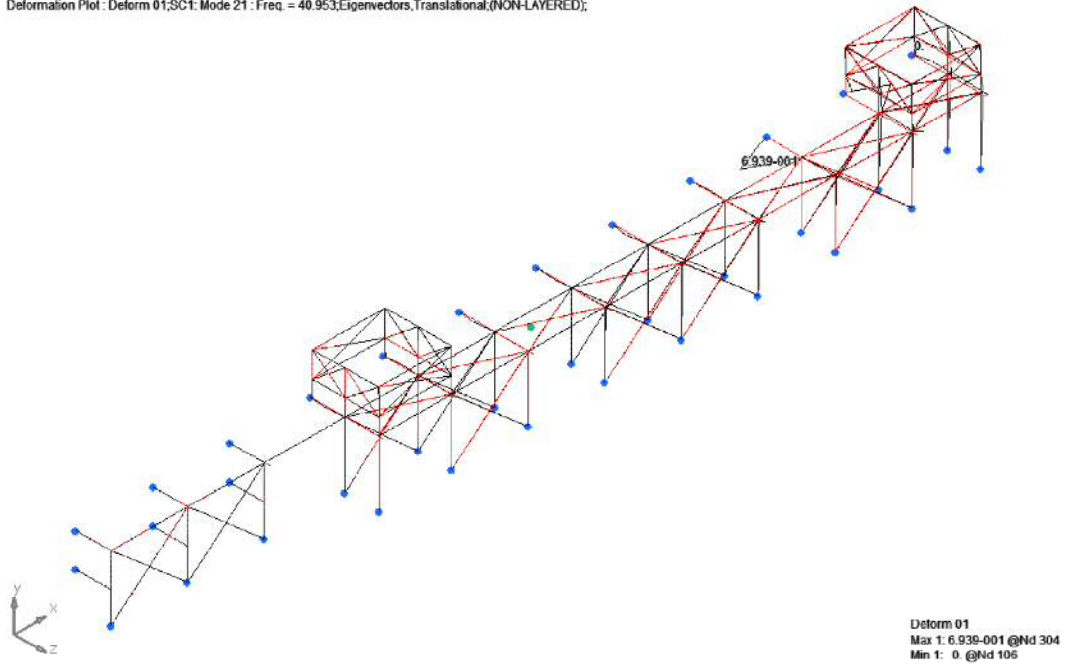 Deformation Plot : Deform 01;SC1: Mode 21 : Freq. = 40.953;Eigenvectors,Translational;(NON-LAYERED);
0.
6.939-001
y
x
z
Deform 01
Max 1: 6.939-001 @Nd 304
Min 1: 0. @Nd 106